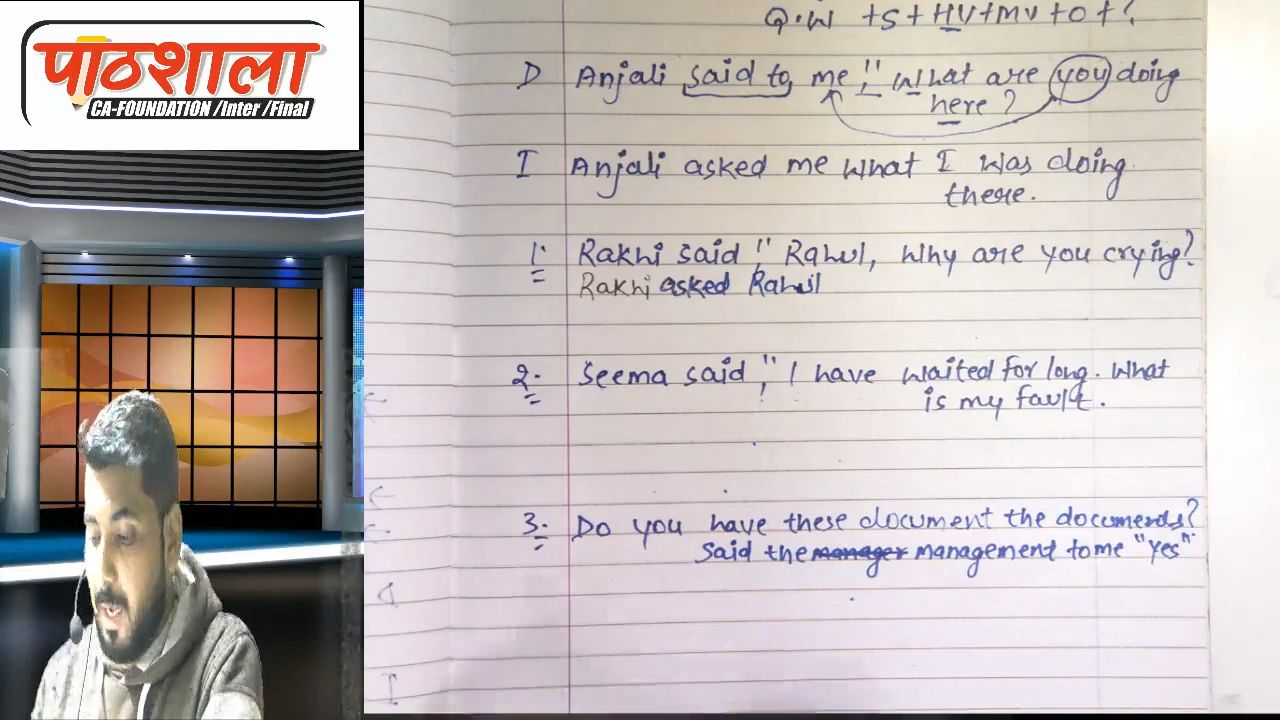 पाठशाला
CA-FOUNDATION /Inter /Final
Q.W +S+HV+MV+O+?
D Anjali said to me," What are you doing
here ?
I Anjali asked me what I was doing
there.
1. Rakhi said," Rahul, Why are you crying?
Rakhi asked Rahul
2. Seema said," I have waited for long. What
is my fault.
3. Do you have these document the documents?
Said the manager management to me "Yes"
I